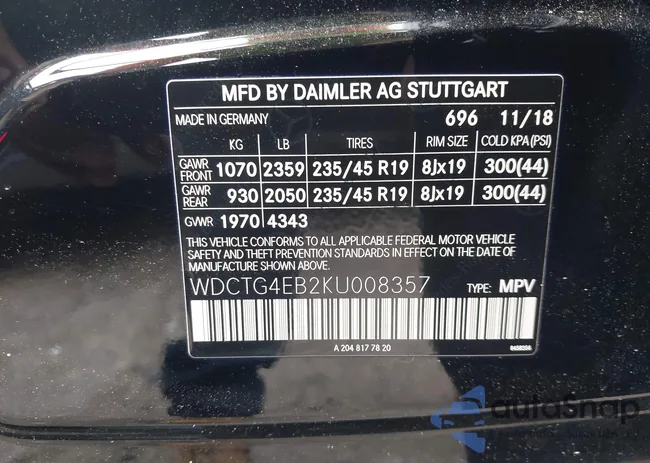 MFD BY DAIMLER AG STUTTGART
MADE IN GERMANY 696 11/18
KG LB TIRES RIM SIZE COLD KPA(PSI)
GAWR FRONT 1070 2359 235/45 R19 8Jx19 300(44)
GAWR REAR 930 2050 235/45 R19 8Jx19 300(44)
GVWR 1970 4343
THIS VEHICLE CONFORMS TO ALL APPLICABLE FEDERAL MOTOR VEHICLE
SAFETY AND THEFT PREVENTION STANDARDS IN EFFECT ON THE DATE OF
MANUFACTURE SHOWN ABOVE.
WDCTG4EB2KU008357 TYPE: MPV
A 204 817 78 20
autoSnap